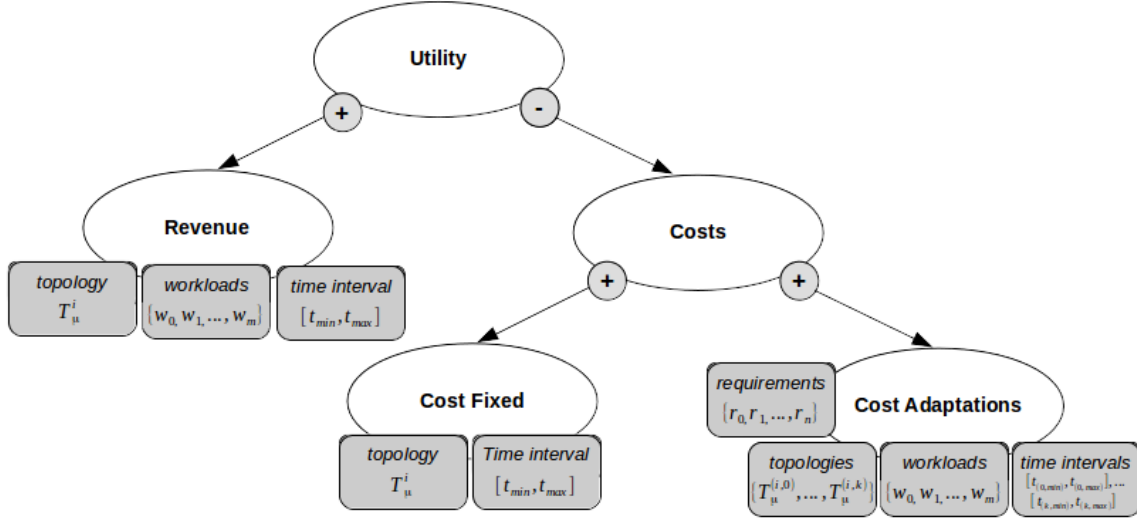 Utility
+
-
Revenue
topology
T_μ^i
workloads
{w_0, w_1, ..., w_m}
time interval
[t_min, t_max]
Costs
+
+
Cost Fixed
topology
T_μ^i
Time interval
[t_min, t_max]
requirements
{r_0, r_1, ..., r_n}
Cost Adaptations
topologies
{T_μ^(i,0), ..., T_μ^(i,k)}
workloads
{w_0, w_1, ..., w_m}
time intervals
[t_(0,min), t_(0,max)], ...
[t_(k,min), t_(k,max)]